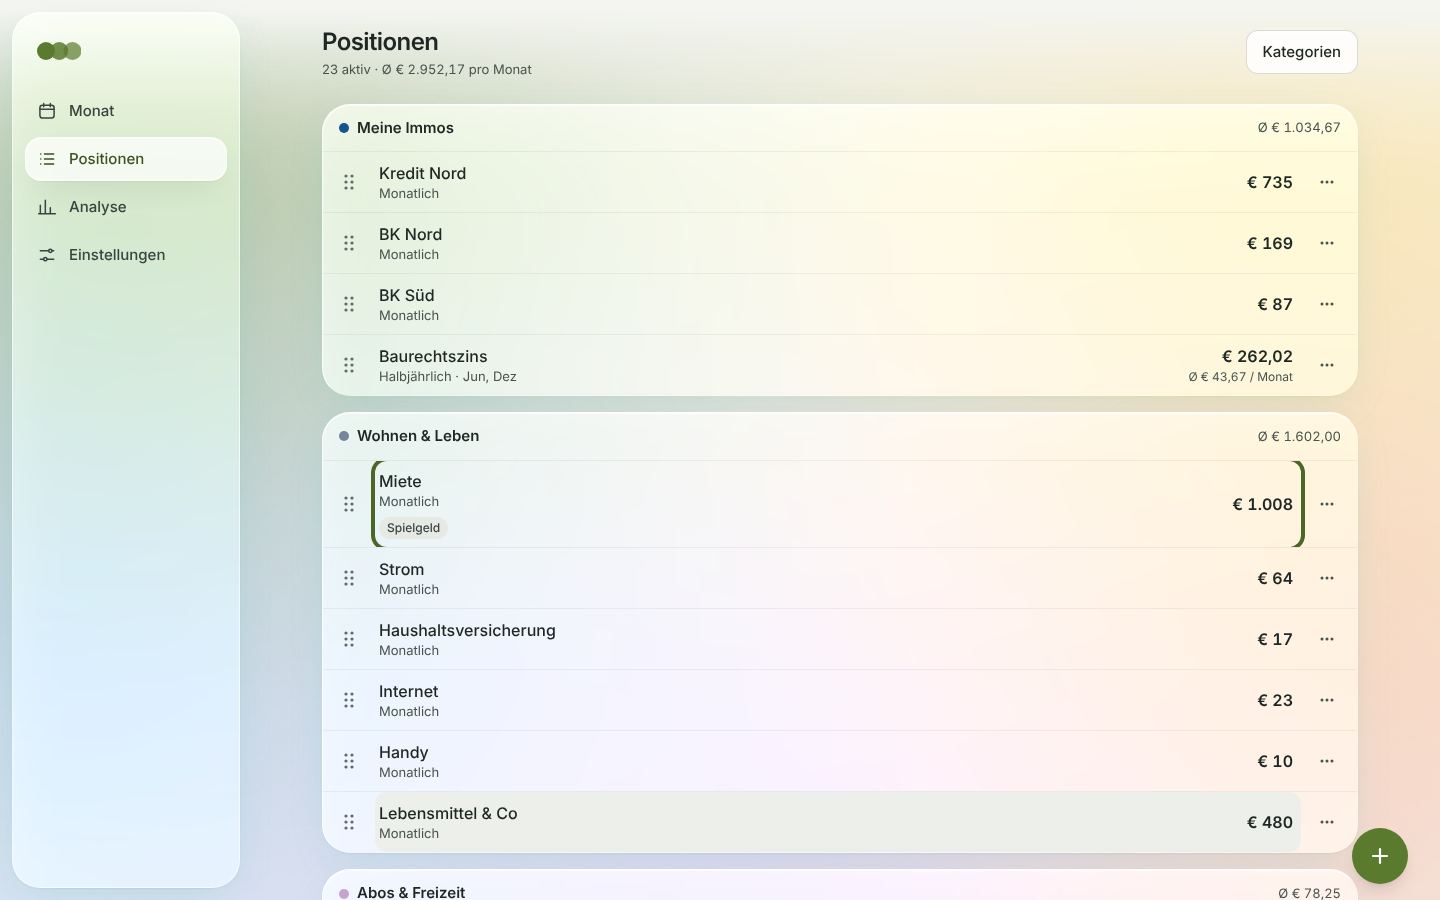 Monat
Positionen
Analyse
Einstellungen
Positionen
23 aktiv · Ø € 2.952,17 pro Monat
Kategorien
Meine Immos Ø € 1.034,67
Kredit Nord
Monatlich
€ 735
BK Nord
Monatlich
€ 169
BK Süd
Monatlich
€ 87
Baurechtszins
Halbjährlich · Jun, Dez
€ 262,02
Ø € 43,67 / Monat
Wohnen & Leben Ø € 1.602,00
Miete
Monatlich
Spielgeld
€ 1.008
Strom
Monatlich
€ 64
Haushaltsversicherung
Monatlich
€ 17
Internet
Monatlich
€ 23
Handy
Monatlich
€ 10
Lebensmittel & Co
Monatlich
€ 480
Abos & Freizeit Ø € 78,25